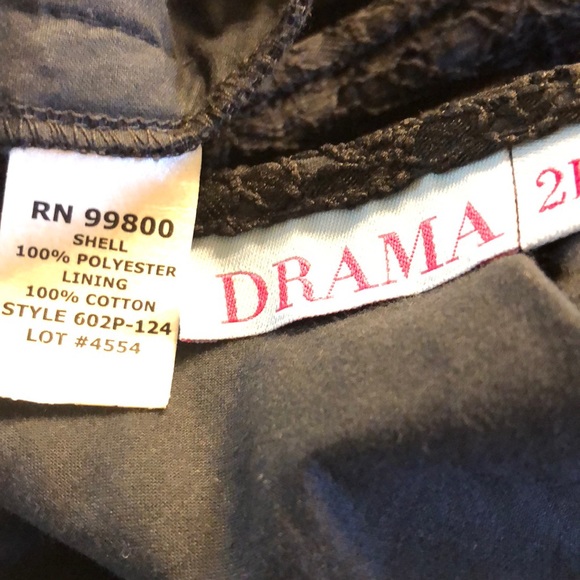 RN 99800
SHELL
100% POLYESTER
LINING
100% COTTON
STYLE 602P-124
LOT #4554
DRAMA